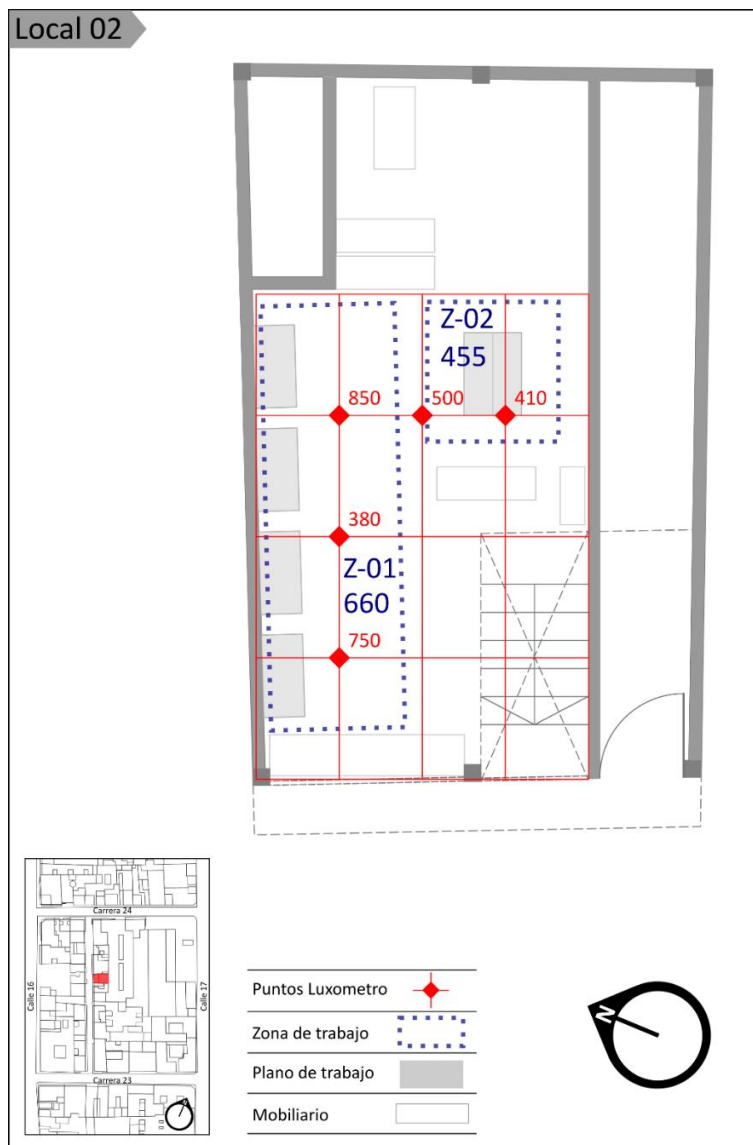 Local 02
Z-02
455
850
500
410
380
Z-01
660
750
Carrera 24
Calle 16
Calle 17
Carrera 23
Puntos Luxometro
Zona de trabajo
Plano de trabajo
Mobiliario
N